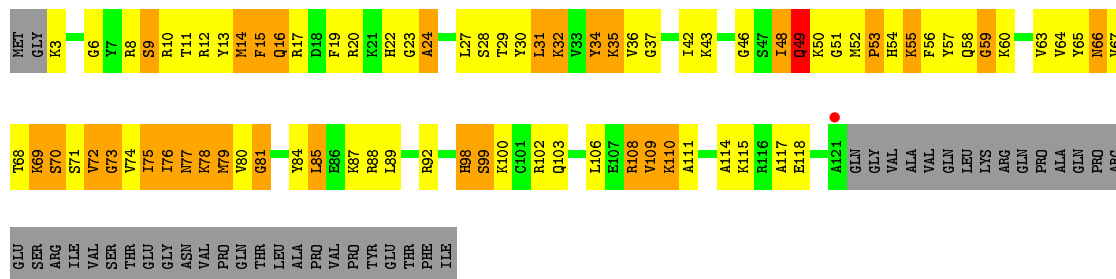 MET GLY K3 G6 Y7 R8 S9 R10 T11 R12 Y13 M14 F15 Q16 R17 D18 F19 R20 K21 H22 G23 A24 L27 S28 T29 Y30 L31 K32 V33 Y34 K35 V36 G37 I42 K43 G46 S47 I48 Q49 K50 G51 M52 P53 H54 K55 F56 Y57 Q58 G59 K60 V63 V64 Y65 N66 V67
T68 K69 S70 S71 V72 G73 V74 I75 I76 N77 K78 M79 V80 G81 Y84 L85 E86 K87 R88 L89 R92 H98 S99 K100 C101 R102 Q103 L106 E107 R108 V109 K110 A111 A114 K115 R116 A117 E118 A121 GLN GLY VAL ALA VAL GLN LEU LYS ARG GLN PRO ALA GLN PRO ARG
GLU SER ARG ILE VAL SER THR GLU GLY ASN VAL PRO GLN THR LEU ALA PRO VAL PRO TYR GLU THR PHE ILE